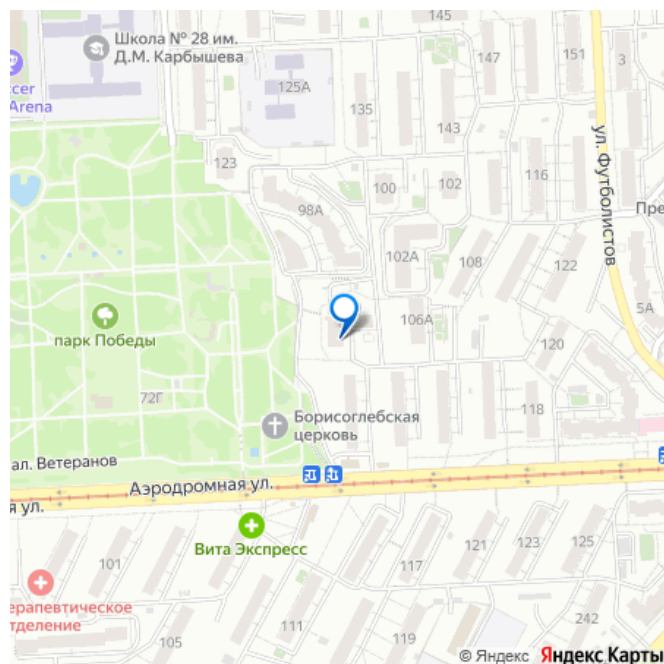 145
Школа № 28 им.
Д.М. Карбышева
147
151
3
ccer
Arena
125А
135
143
ул. Футболистов
123
100
102
116
98А
Пре
102А
108
122
5А
106А
парк Победы
120
72Г
118
Борисоглебская
церковь
ал. Ветеранов
Аэродромная ул.
я ул.
Вита Экспресс
101
121
123
125
117
ерапевтическое
тделение
105
111
119
242
© Яндекс Яндекс Карты